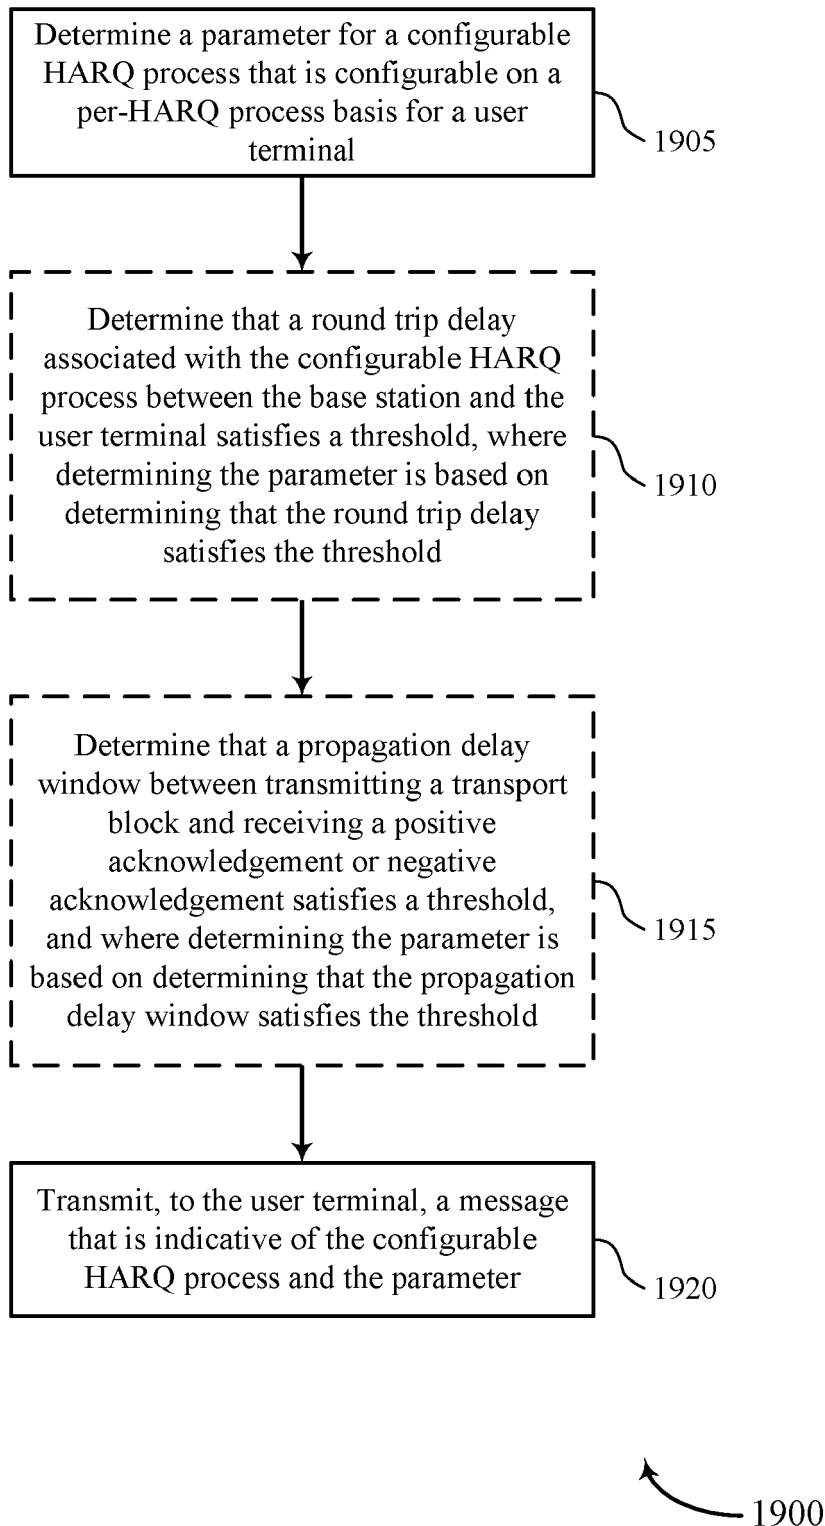 Determine a parameter for a configurable
HARQ process that is configurable on a
per-HARQ process basis for a user
terminal
1905
Determine that a round trip delay
associated with the configurable HARQ
process between the base station and the
user terminal satisfies a threshold, where
determining the parameter is based on
determining that the round trip delay
satisfies the threshold
1910
Determine that a propagation delay
window between transmitting a transport
block and receiving a positive
acknowledgement or negative
acknowledgement satisfies a threshold,
and where determining the parameter is
based on determining that the propagation
delay window satisfies the threshold
1915
Transmit, to the user terminal, a message
that is indicative of the configurable
HARQ process and the parameter
1920
1900